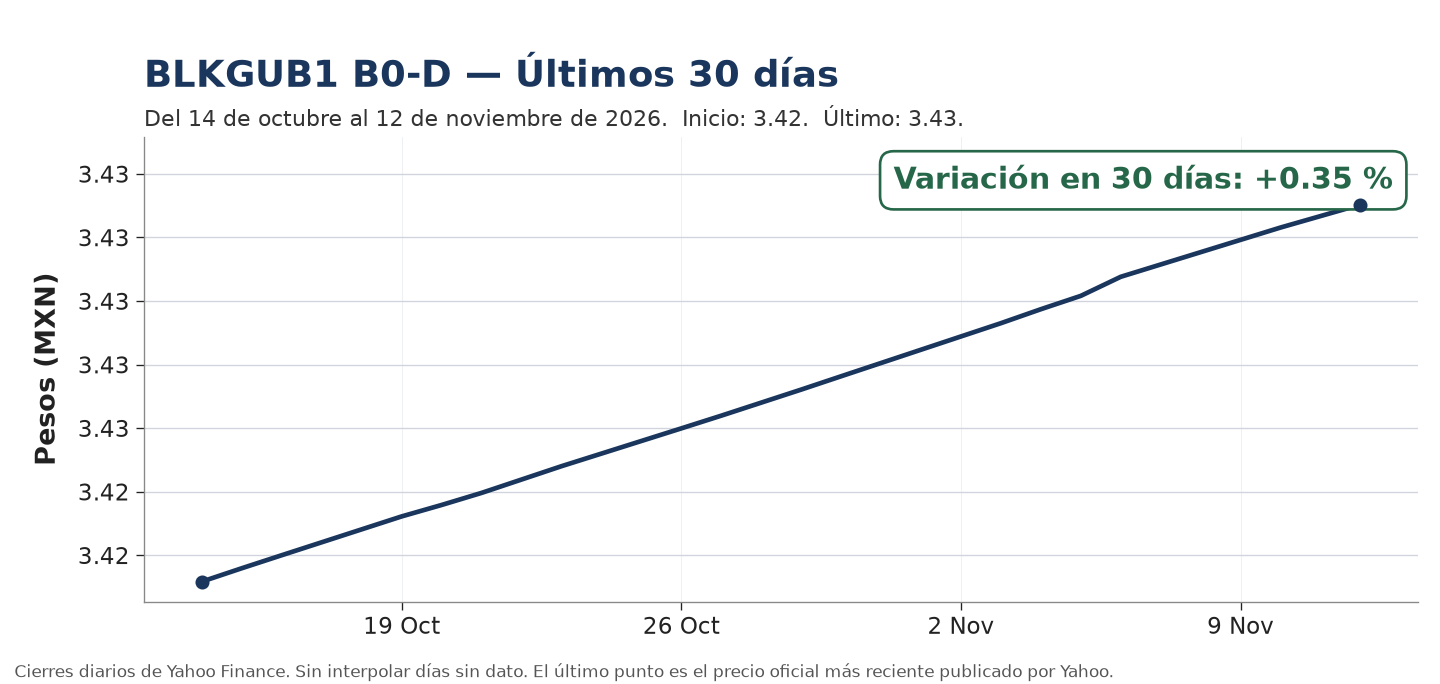 BLKGUB1 B0-D — Últimos 30 días
Del 14 de octubre al 12 de noviembre de 2026.  Inicio: 3.42.  Último: 3.43.
Variación en 30 días: +0.35 %
Pesos (MXN)
3.43
3.43
3.43
3.43
3.43
3.42
3.42
19 Oct
26 Oct
2 Nov
9 Nov
Cierres diarios de Yahoo Finance. Sin interpolar días sin dato. El último punto es el precio oficial más reciente publicado por Yahoo.